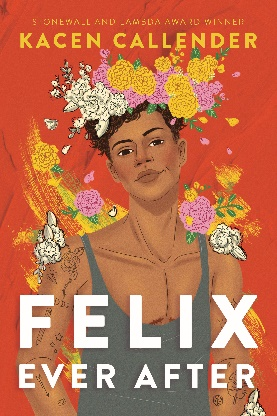 STONEWALL AND LAMBDA AWARD WINNER
KACEN CALLENDER
FELIX
EVER AFTER